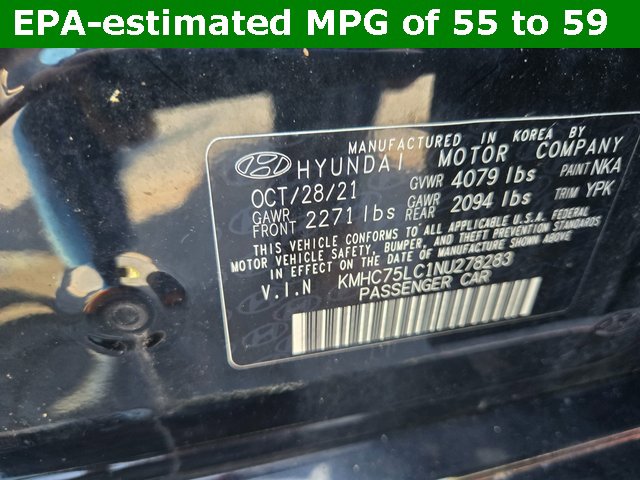 EPA-estimated MPG of 55 to 59
MANUFACTURED IN KOREA BY
HYUNDAI MOTOR COMPANY
OCT/28/21 GVWR 4079 lbs PAINT NKA
GAWR FRONT 2271 lbs GAWR REAR 2094 lbs TRIM YPK
THIS VEHICLE CONFORMS TO ALL APPLICABLE U.S.A. FEDERAL
MOTOR VEHICLE SAFETY, BUMPER, AND THEFT PREVENTION STANDARDS
IN EFFECT ON THE DATE OF MANUFACTURE SHOWN ABOVE.
V.I.N KMHC75LC1NU278283
PASSENGER CAR